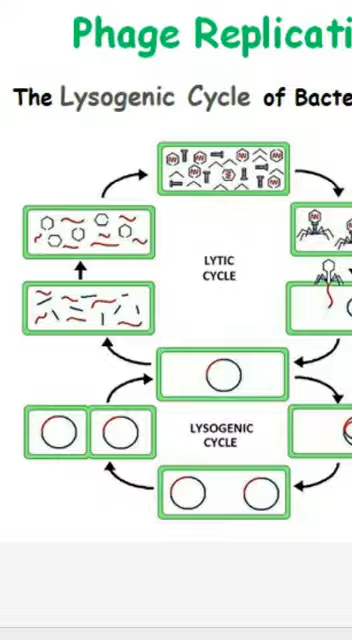 Phage Replicati
The Lysogenic Cycle of Bacte
LYTIC
CYCLE
LYSOGENIC
CYCLE